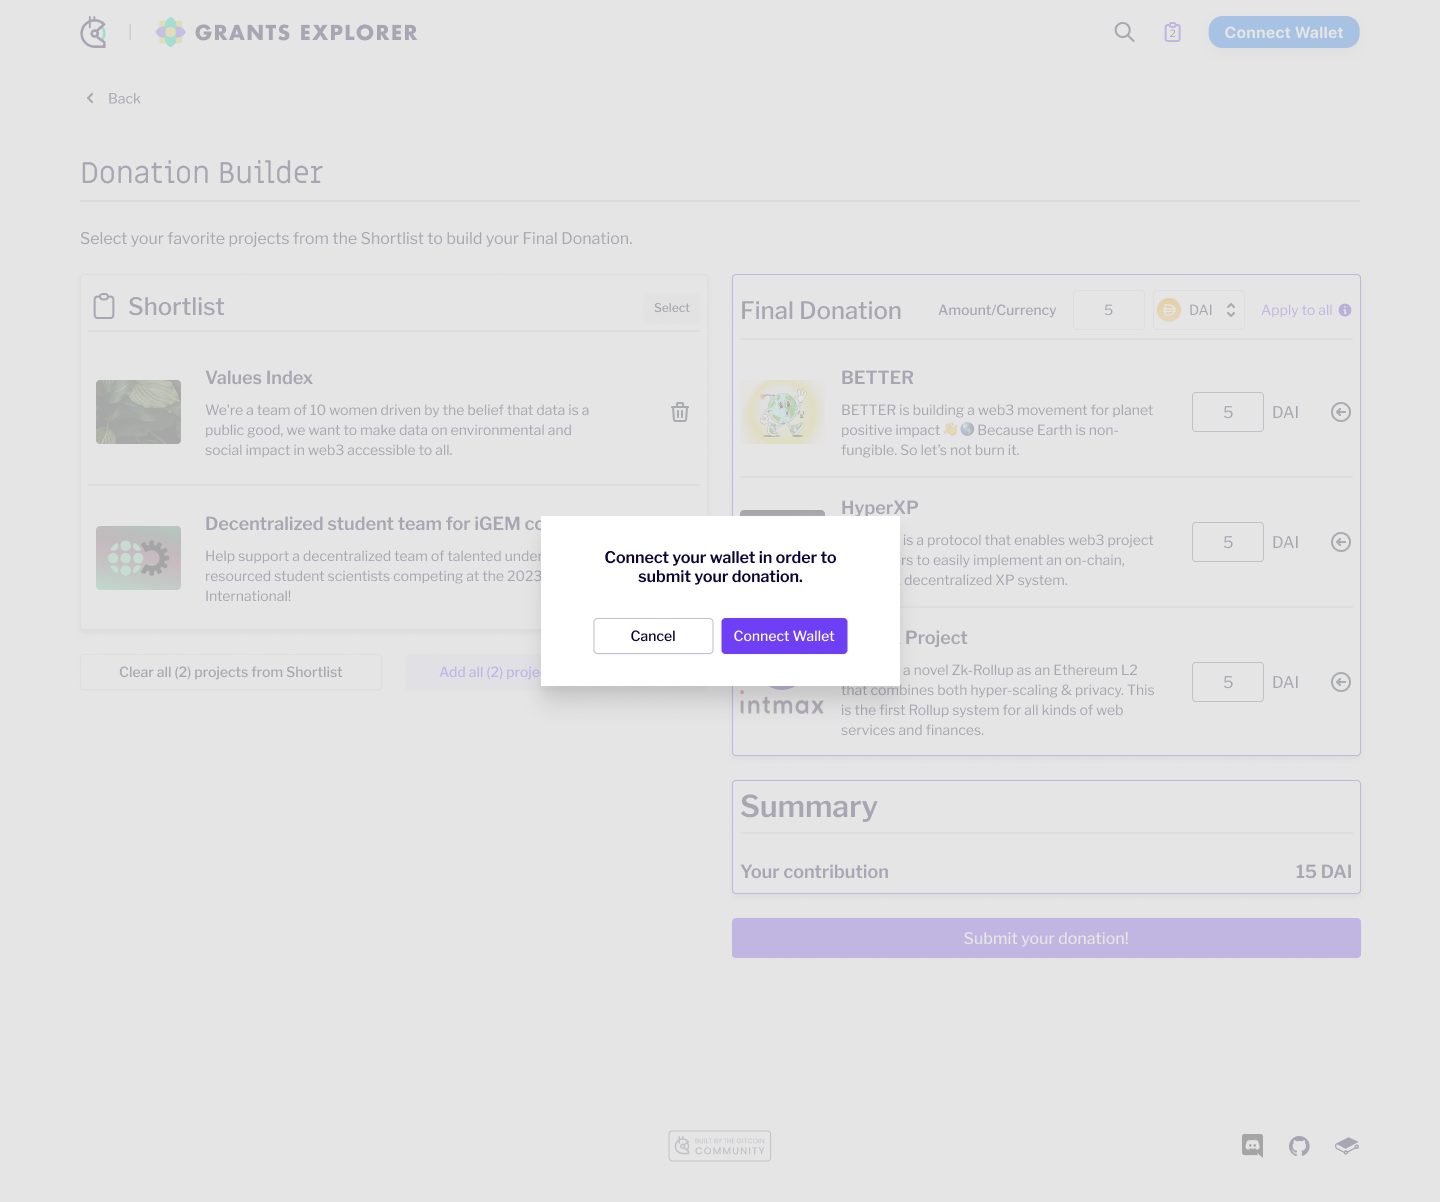 GRANTS EXPLORER
2
Connect Wallet
Back
Donation Builder
Select your favorite projects from the Shortlist to build your Final Donation.
Shortlist
Select
Values Index
We're a team of 10 women driven by the belief that data is a
public good, we want to make data on environmental and
social impact in web3 accessible to all.
Decentralized student team for iGEM co
Help support a decentralized team of talented under
resourced student scientists competing at the 2023
International!
Clear all (2) projects from Shortlist
Add all (2) proje
Final Donation
Amount/Currency
5
DAI
Apply to all
BETTER
BETTER is building a web3 movement for planet
positive impact 👋🌏 Because Earth is non-
fungible. So let's not burn it.
5 DAI
HyperXP
is a protocol that enables web3 project
rs to easily implement an on-chain,
decentralized XP system.
5 DAI
Project
a novel Zk-Rollup as an Ethereum L2
that combines both hyper-scaling & privacy. This
is the first Rollup system for all kinds of web
services and finances.
intmax
5 DAI
Connect your wallet in order to
submit your donation.
Cancel
Connect Wallet
Summary
Your contribution
15 DAI
Submit your donation!
BUILT BY THE GITCOIN
COMMUNITY